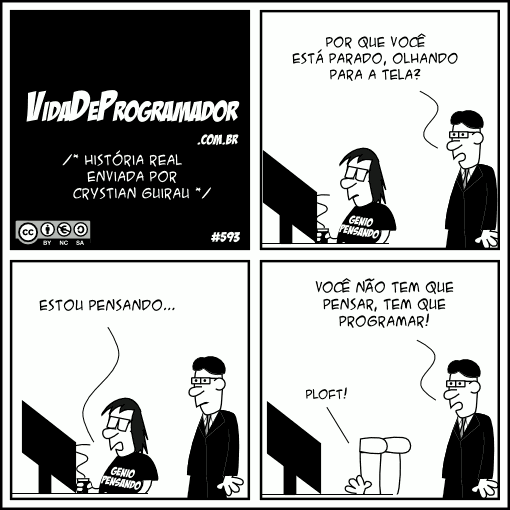 VIDADEPROGRAMADOR
.COM.BR
/* HISTÓRIA REAL
ENVIADA POR
CRYSTIAN GUIRAU */
cc
BY NC SA
#593
POR QUE VOCÊ
ESTÁ PARADO, OLHANDO
PARA A TELA?
GENIO
PENSANDO
ESTOU PENSANDO...
GENIO
PENSANDO
VOCÊ NÃO TEM QUE
PENSAR, TEM QUE
PROGRAMAR!
PLOFT!